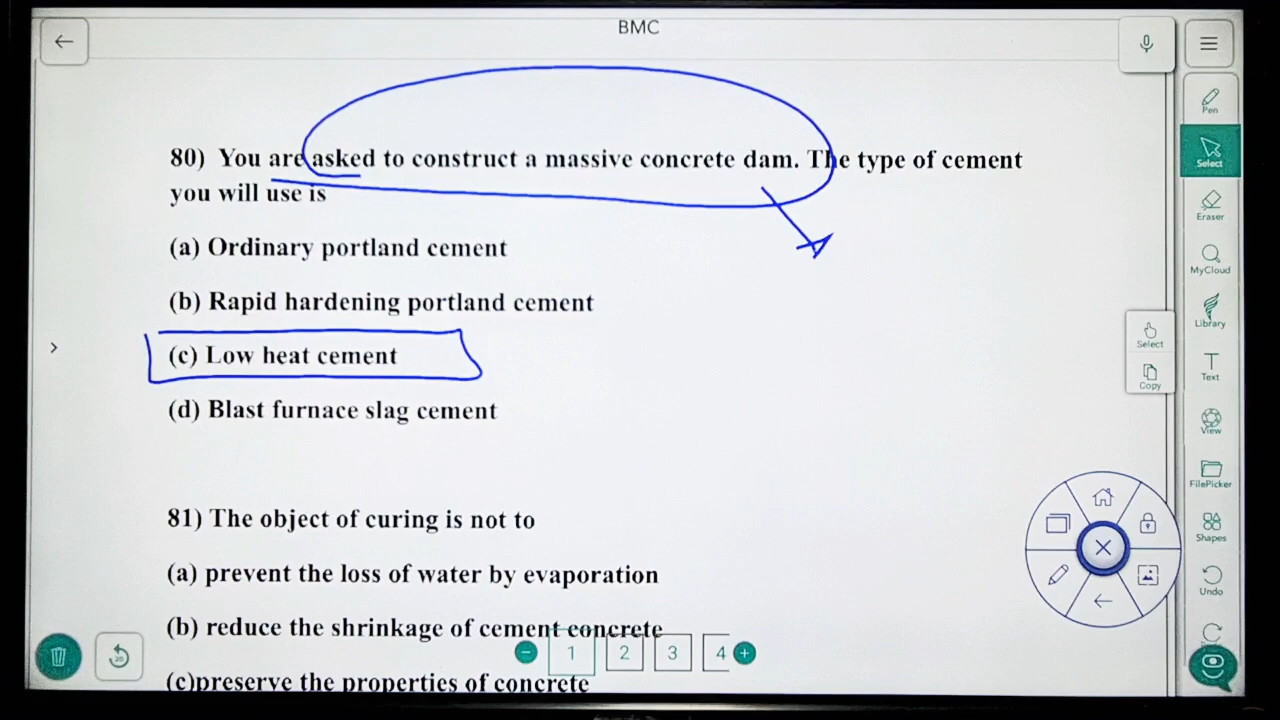 BMC
80) You are asked to construct a massive concrete dam. The type of cement
you will use is
(a) Ordinary portland cement
(b) Rapid hardening portland cement
(c) Low heat cement
(d) Blast furnace slag cement
81) The object of curing is not to
(a) prevent the loss of water by evaporation
(b) reduce the shrinkage of cement concrete
(c)preserve the properties of concrete
1 2 3 4
Select
Copy
Pen
Select
Eraser
MyCloud
Library
Text
View
FilePicker
Shapes
Undo
20